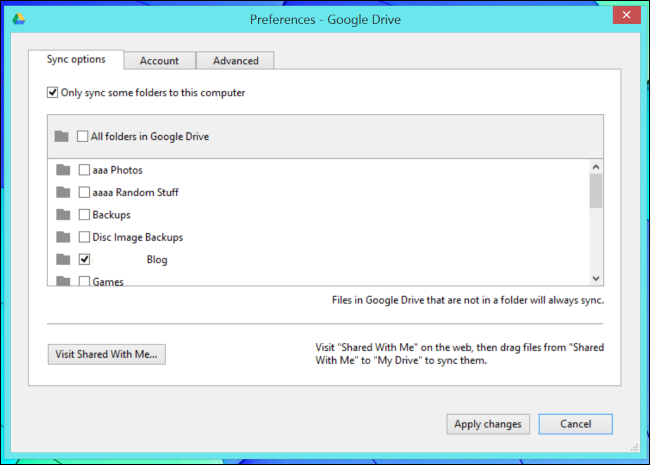 Preferences - Google Drive
Sync options
Account
Advanced
Only sync some folders to this computer
All folders in Google Drive
aaa Photos
aaaa Random Stuff
Backups
Disc Image Backups
Blog
Games
Files in Google Drive that are not in a folder will always sync.
Visit Shared With Me...
Visit "Shared With Me" on the web, then drag files from "Shared
With Me" to "My Drive" to sync them.
Apply changes
Cancel